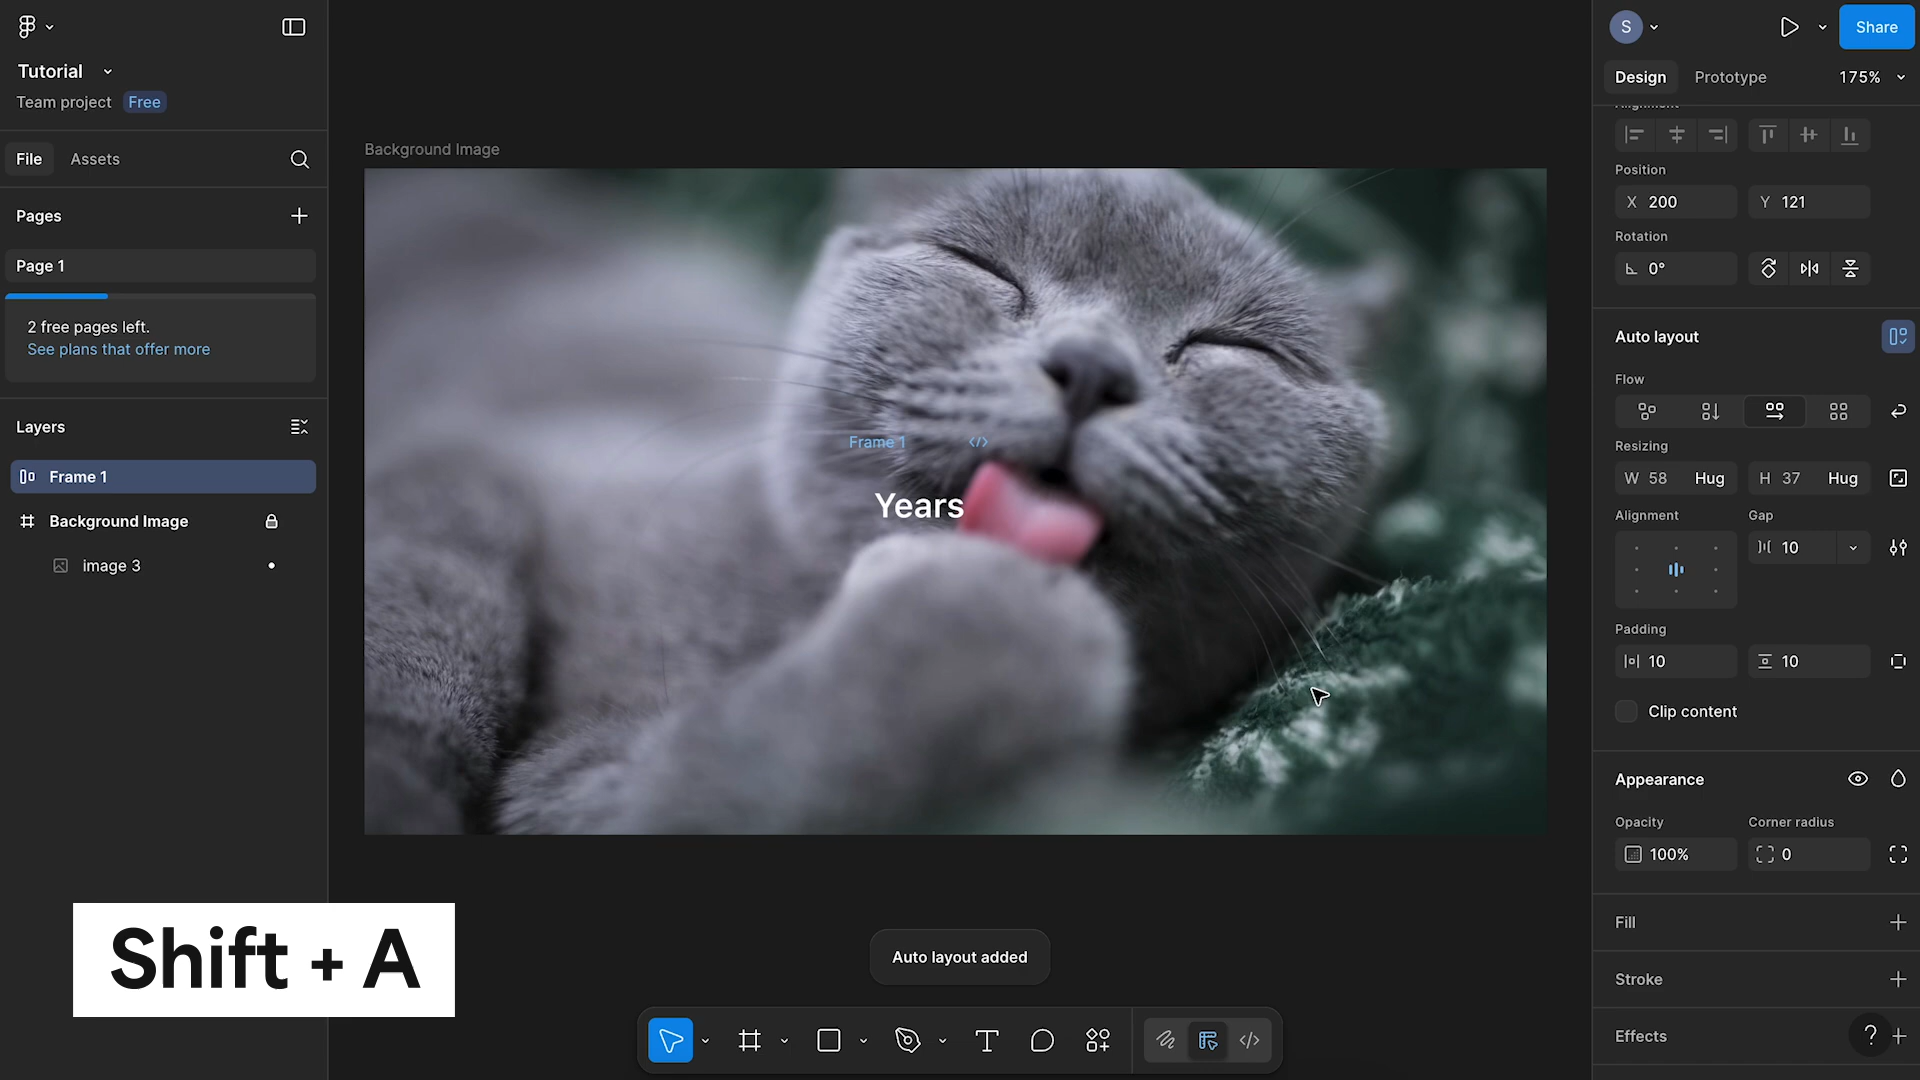 Tutorial
Team project Free
File Assets
Pages
Page 1
2 free pages left.
See plans that offer more
Layers
Frame 1
Background Image
image 3
Background Image
Frame 1
Years
Shift + A
Auto layout added
S
Share
Design Prototype 175%
Alignment
Position
X 200 Y 121
Rotation
0°
Auto layout
Flow
Resizing
W 58 Hug H 37 Hug
Alignment Gap
10
Padding
10 10
Clip content
Appearance
Opacity Corner radius
100% 0
Fill
Stroke
Effects
?